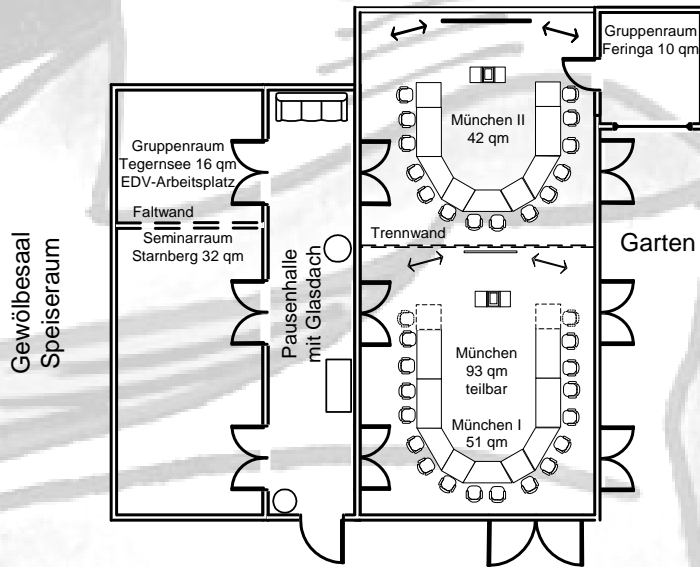 Gruppenraum
Feringa 10 qm
München II
42 qm
Gruppenraum
Tegernsee 16 qm
EDV-Arbeitsplatz
Faltwand
Seminarraum
Starnberg 32 qm
Trennwand
Garten
Gewölbesaal
Speiseraum
Pausenhalle
mit Glasdach
München
93 qm
teilbar
München I
51 qm